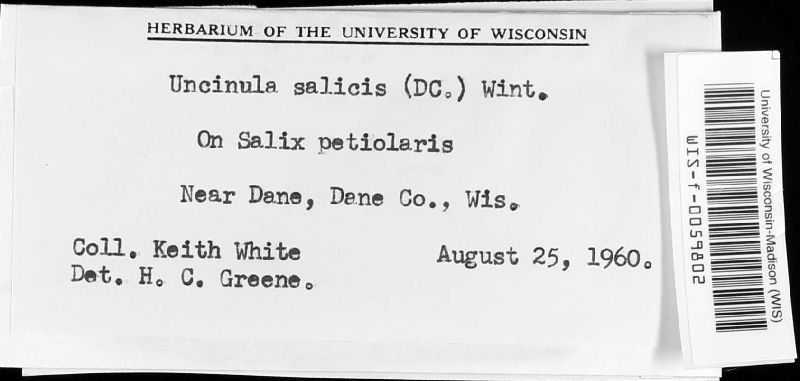 HERBARIUM OF THE UNIVERSITY OF WISCONSIN
Uncinula salicis (DC.) Wint.
On Salix petiolaris
Near Dane, Dane Co., Wis.
Coll. Keith White August 25, 1960.
Det. H. C. Greene.
University of Wisconsin-Madison (WIS)
WIS-f-0059802